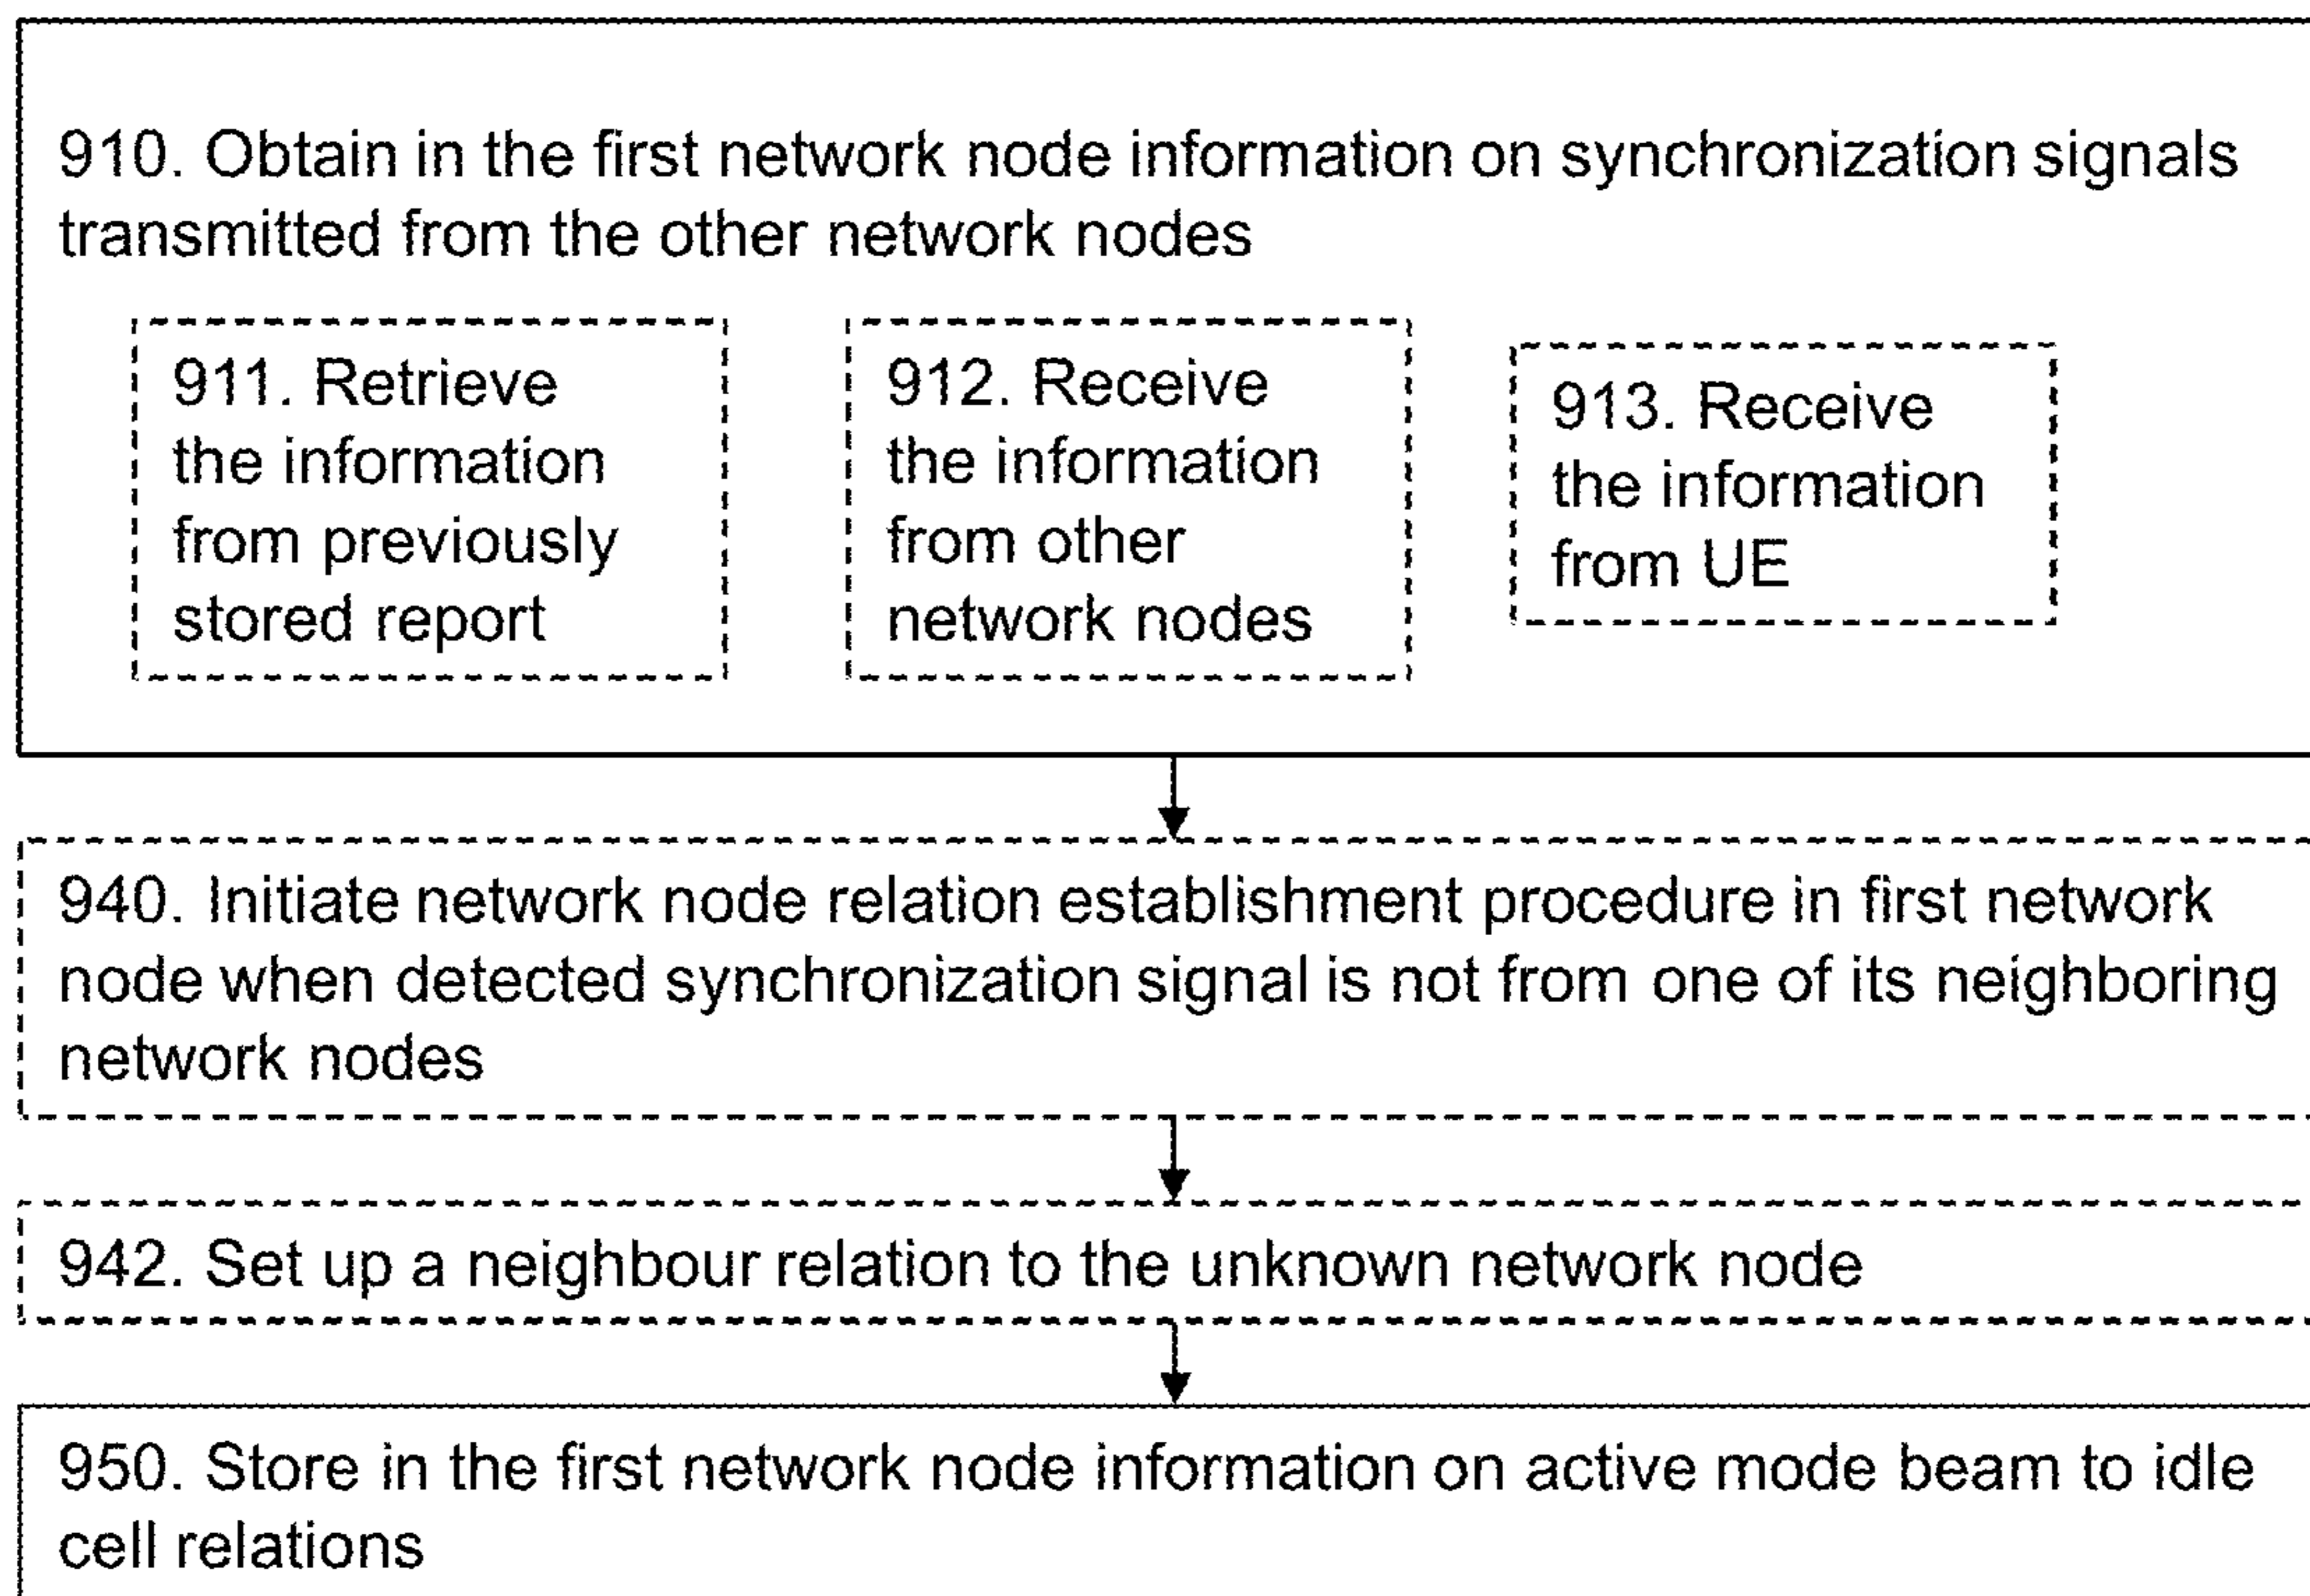 910. Obtain in the first network node information on synchronization signals
transmitted from the other network nodes
911. Retrieve
the information
from previously
stored report
912. Receive
the information
from other
network nodes
913. Receive
the information
from UE
940. Initiate network node relation establishment procedure in first network
node when detected synchronization signal is not from one of its neighboring
network nodes
942. Set up a neighbour relation to the unknown network node
950. Store in the first network node information on active mode beam to idle
cell relations